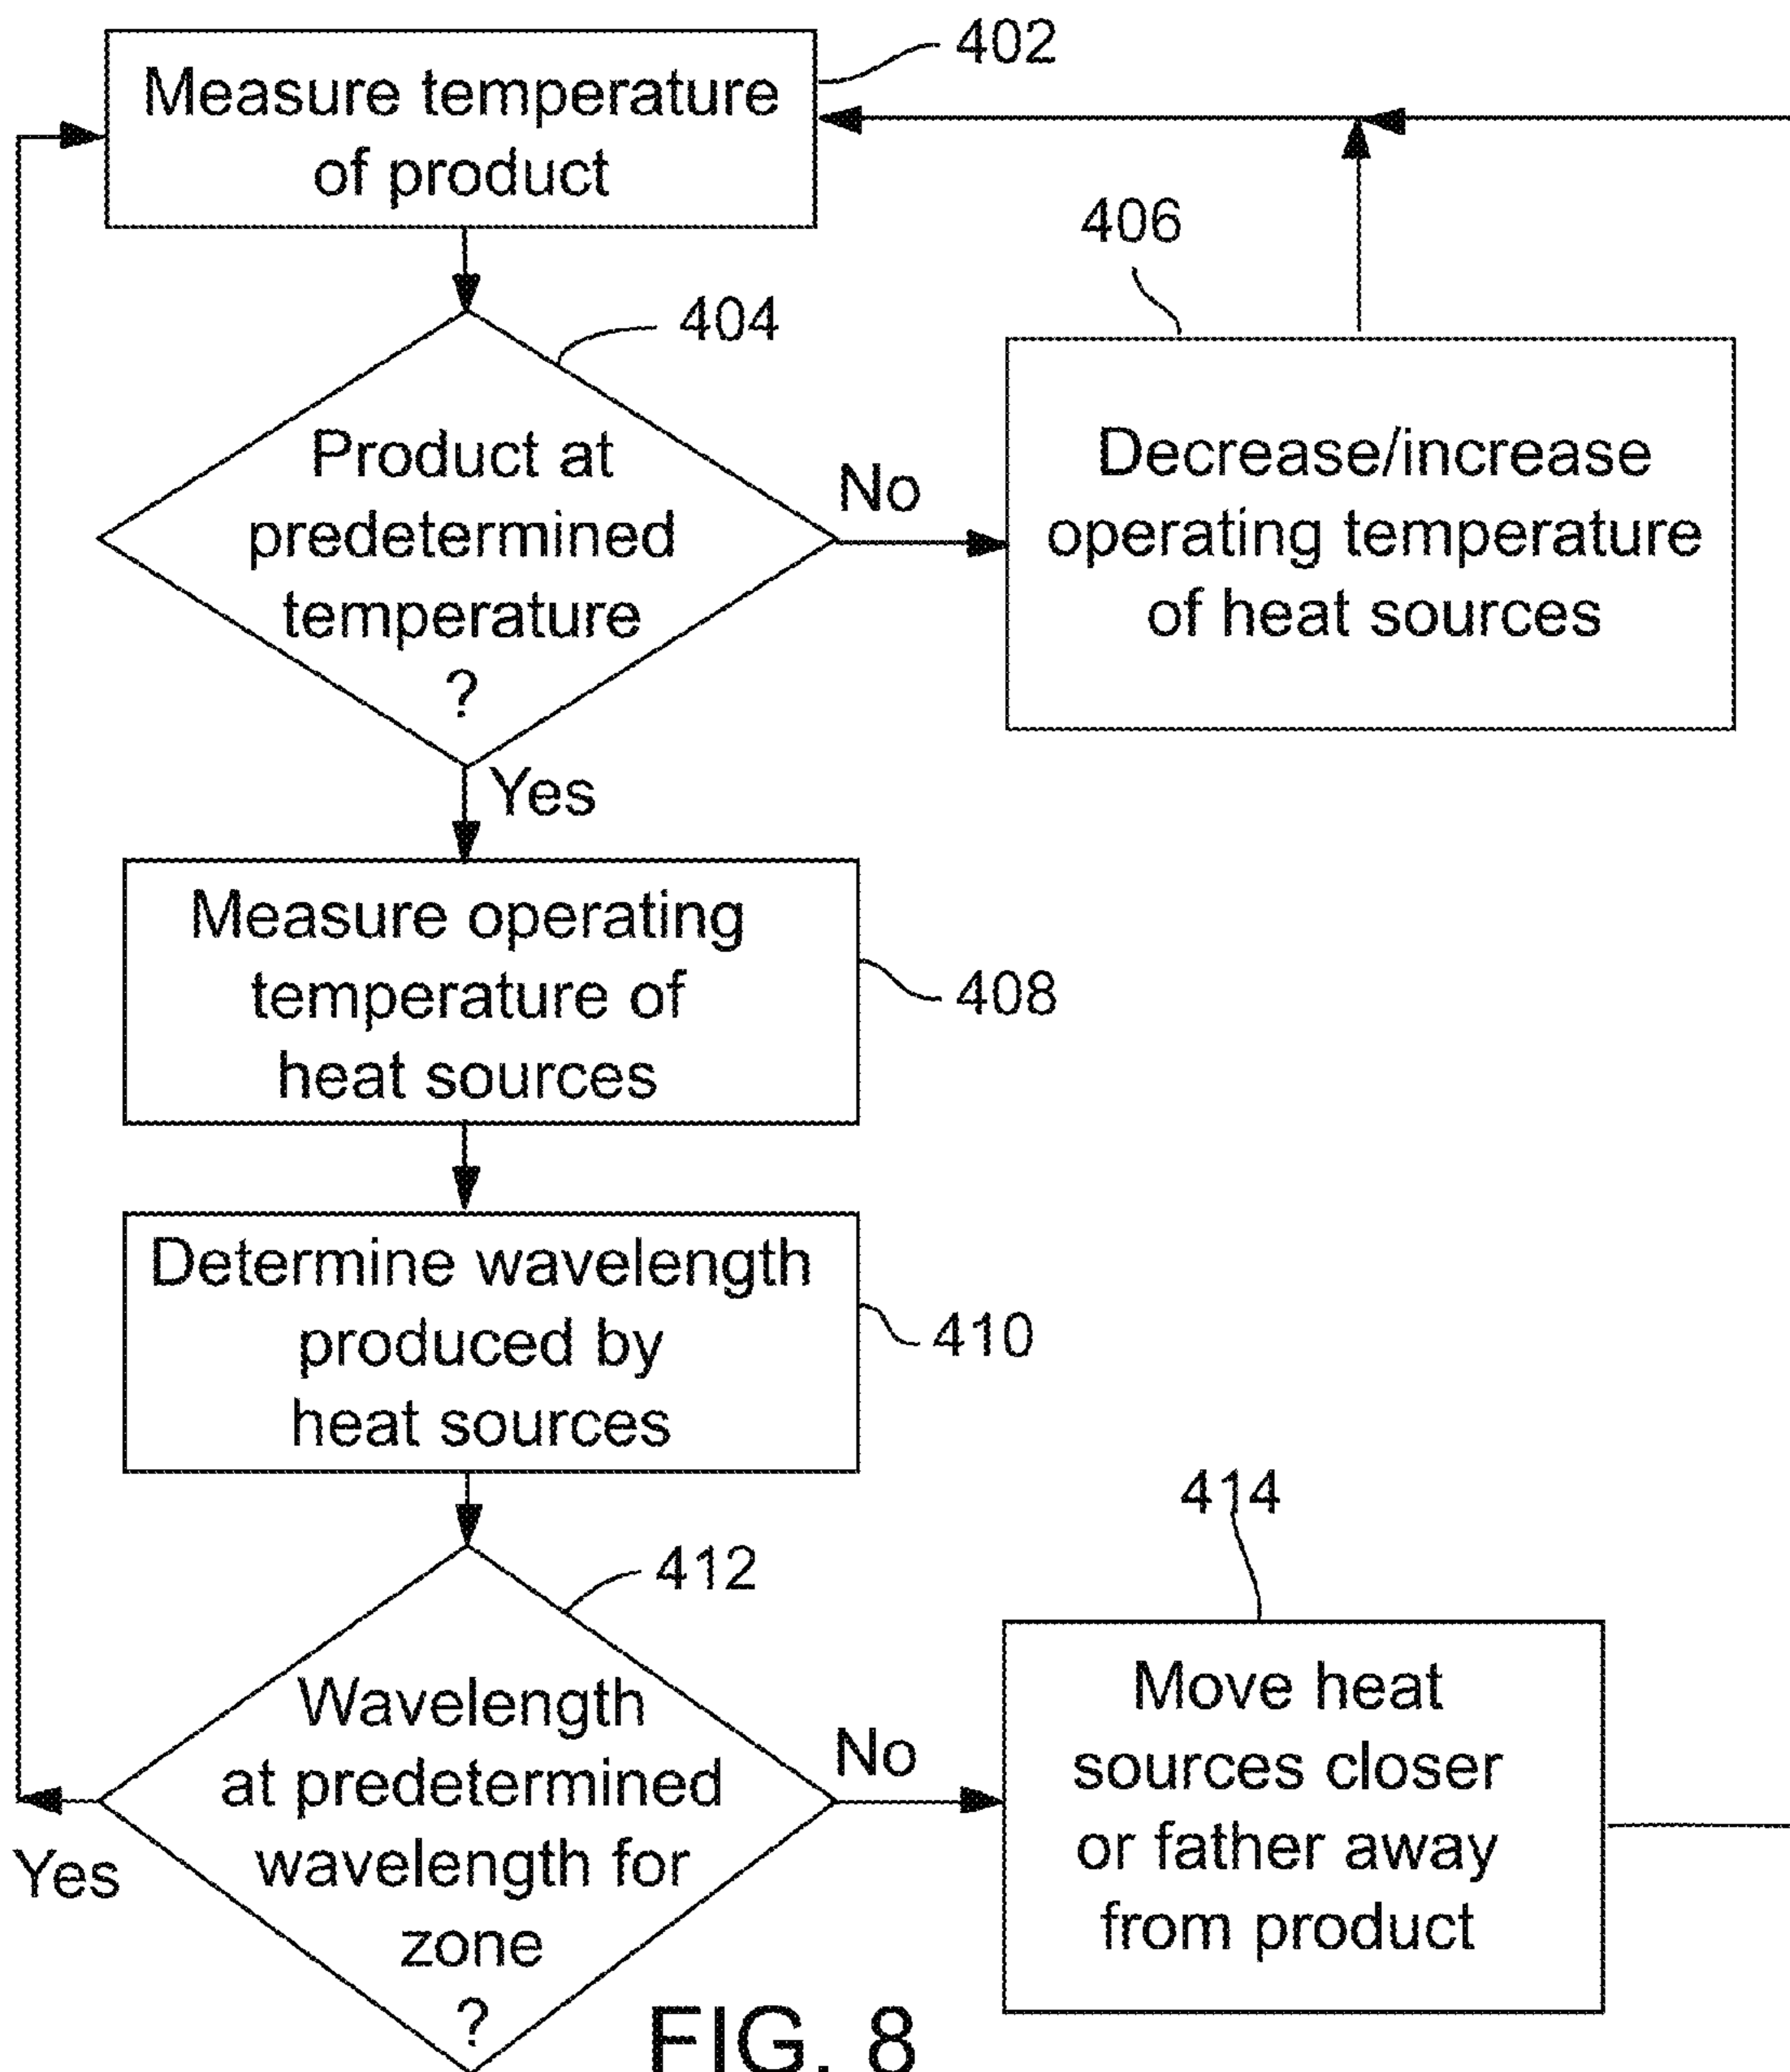 402
Measure temperature
of product
404
Product at
predetermined
temperature
?
No
406
Decrease/increase
operating temperature
of heat sources
Yes
Measure operating
temperature of
heat sources
408
Determine wavelength
produced by
heat sources
410
412
Wavelength
at predetermined
wavelength for
zone
?
No
Yes
414
Move heat
sources closer
or father away
from product
FIG. 8